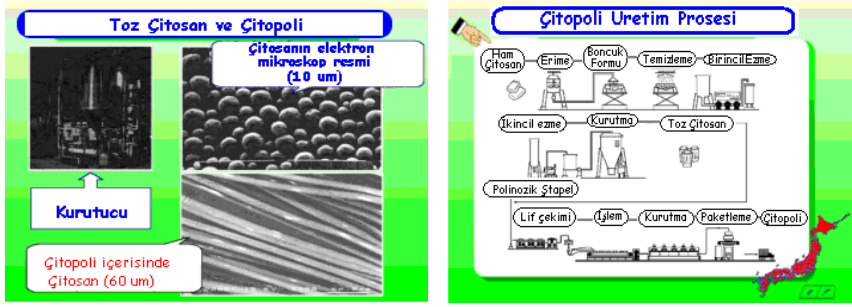 Toz Çitosan ve Çitopoli
Çitosanın elektron
mikroskop resmi
(10 um)
Kurutucu
Çitopoli içerisinde
Çitosan (60 um)
Çitopoli Uretim Prosesi
Ham
Çitosan
Erime
Boncuk
Formu
Temizleme
Birincil Ezme
İkincil ezme
Kurutma
Toz Çitosan
Polinozik Ştapel
Lif çekimi
İşlem
Kurutma
Paketleme
Çitopoli